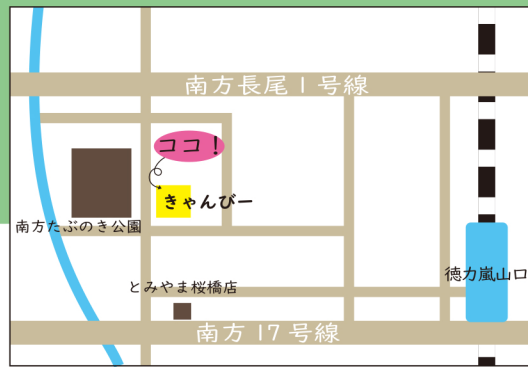 南方長尾1号線
ココ！
きゃんびー
南方たぶのき公園
徳力嵐山口
とみやま桜橋店
南方17号線